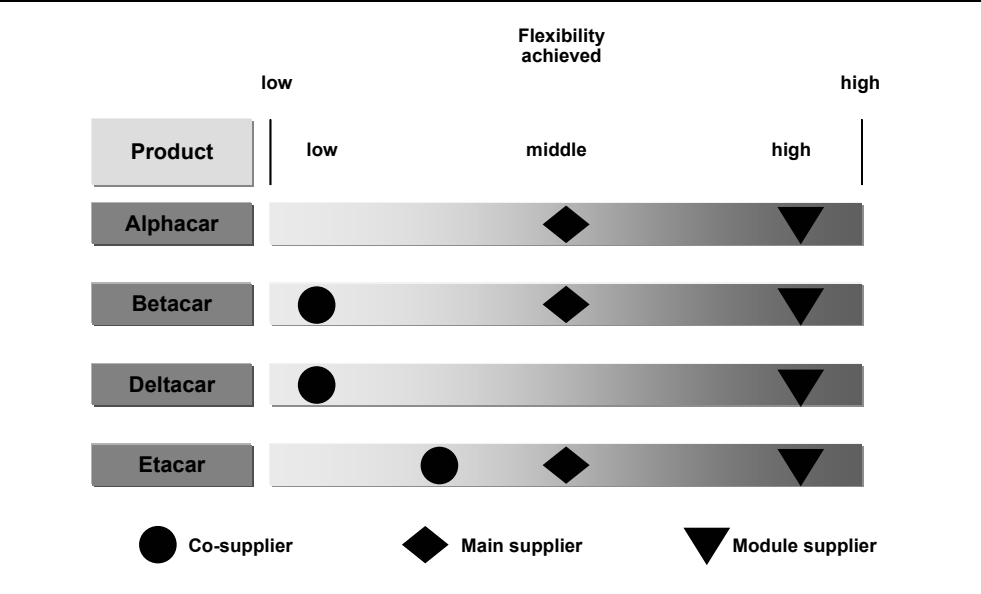 Flexibility
achieved
low high
Product low middle high
Alphacar
Betacar
Deltacar
Etacar
Co-supplier Main supplier Module supplier